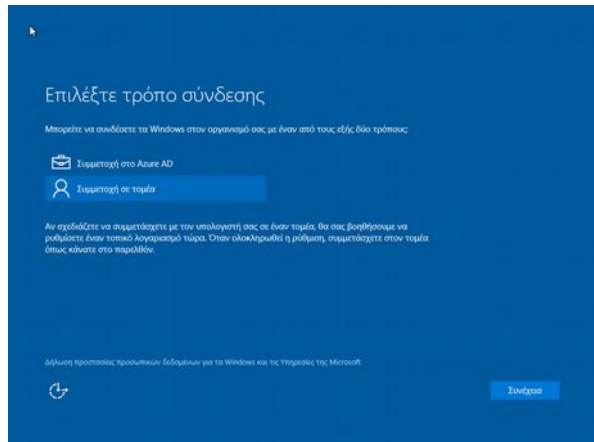 Επιλέξτε τρόπο σύνδεσης
Μπορείτε να συνδέσετε τα Windows στον οργανισμό σας με έναν από τους εξής δύο τρόπους:
Συμμετοχή στο Azure AD
Συμμετοχή σε τομέα
Αν σχεδιάζετε να συμμετάσχετε με τον υπολογιστή σας σε έναν τομέα, θα σας βοηθήσουμε να
ρυθμίσετε έναν τοπικό λογαριασμό τώρα. Όταν ολοκληρωθεί η ρύθμιση, συμμετάσχετε στον τομέα
όπως κάνατε στο παρελθόν.
Δήλωση προστασίας προσωπικών δεδομένων για τα Windows και τις Υπηρεσίες της Microsoft
Συνέχεια